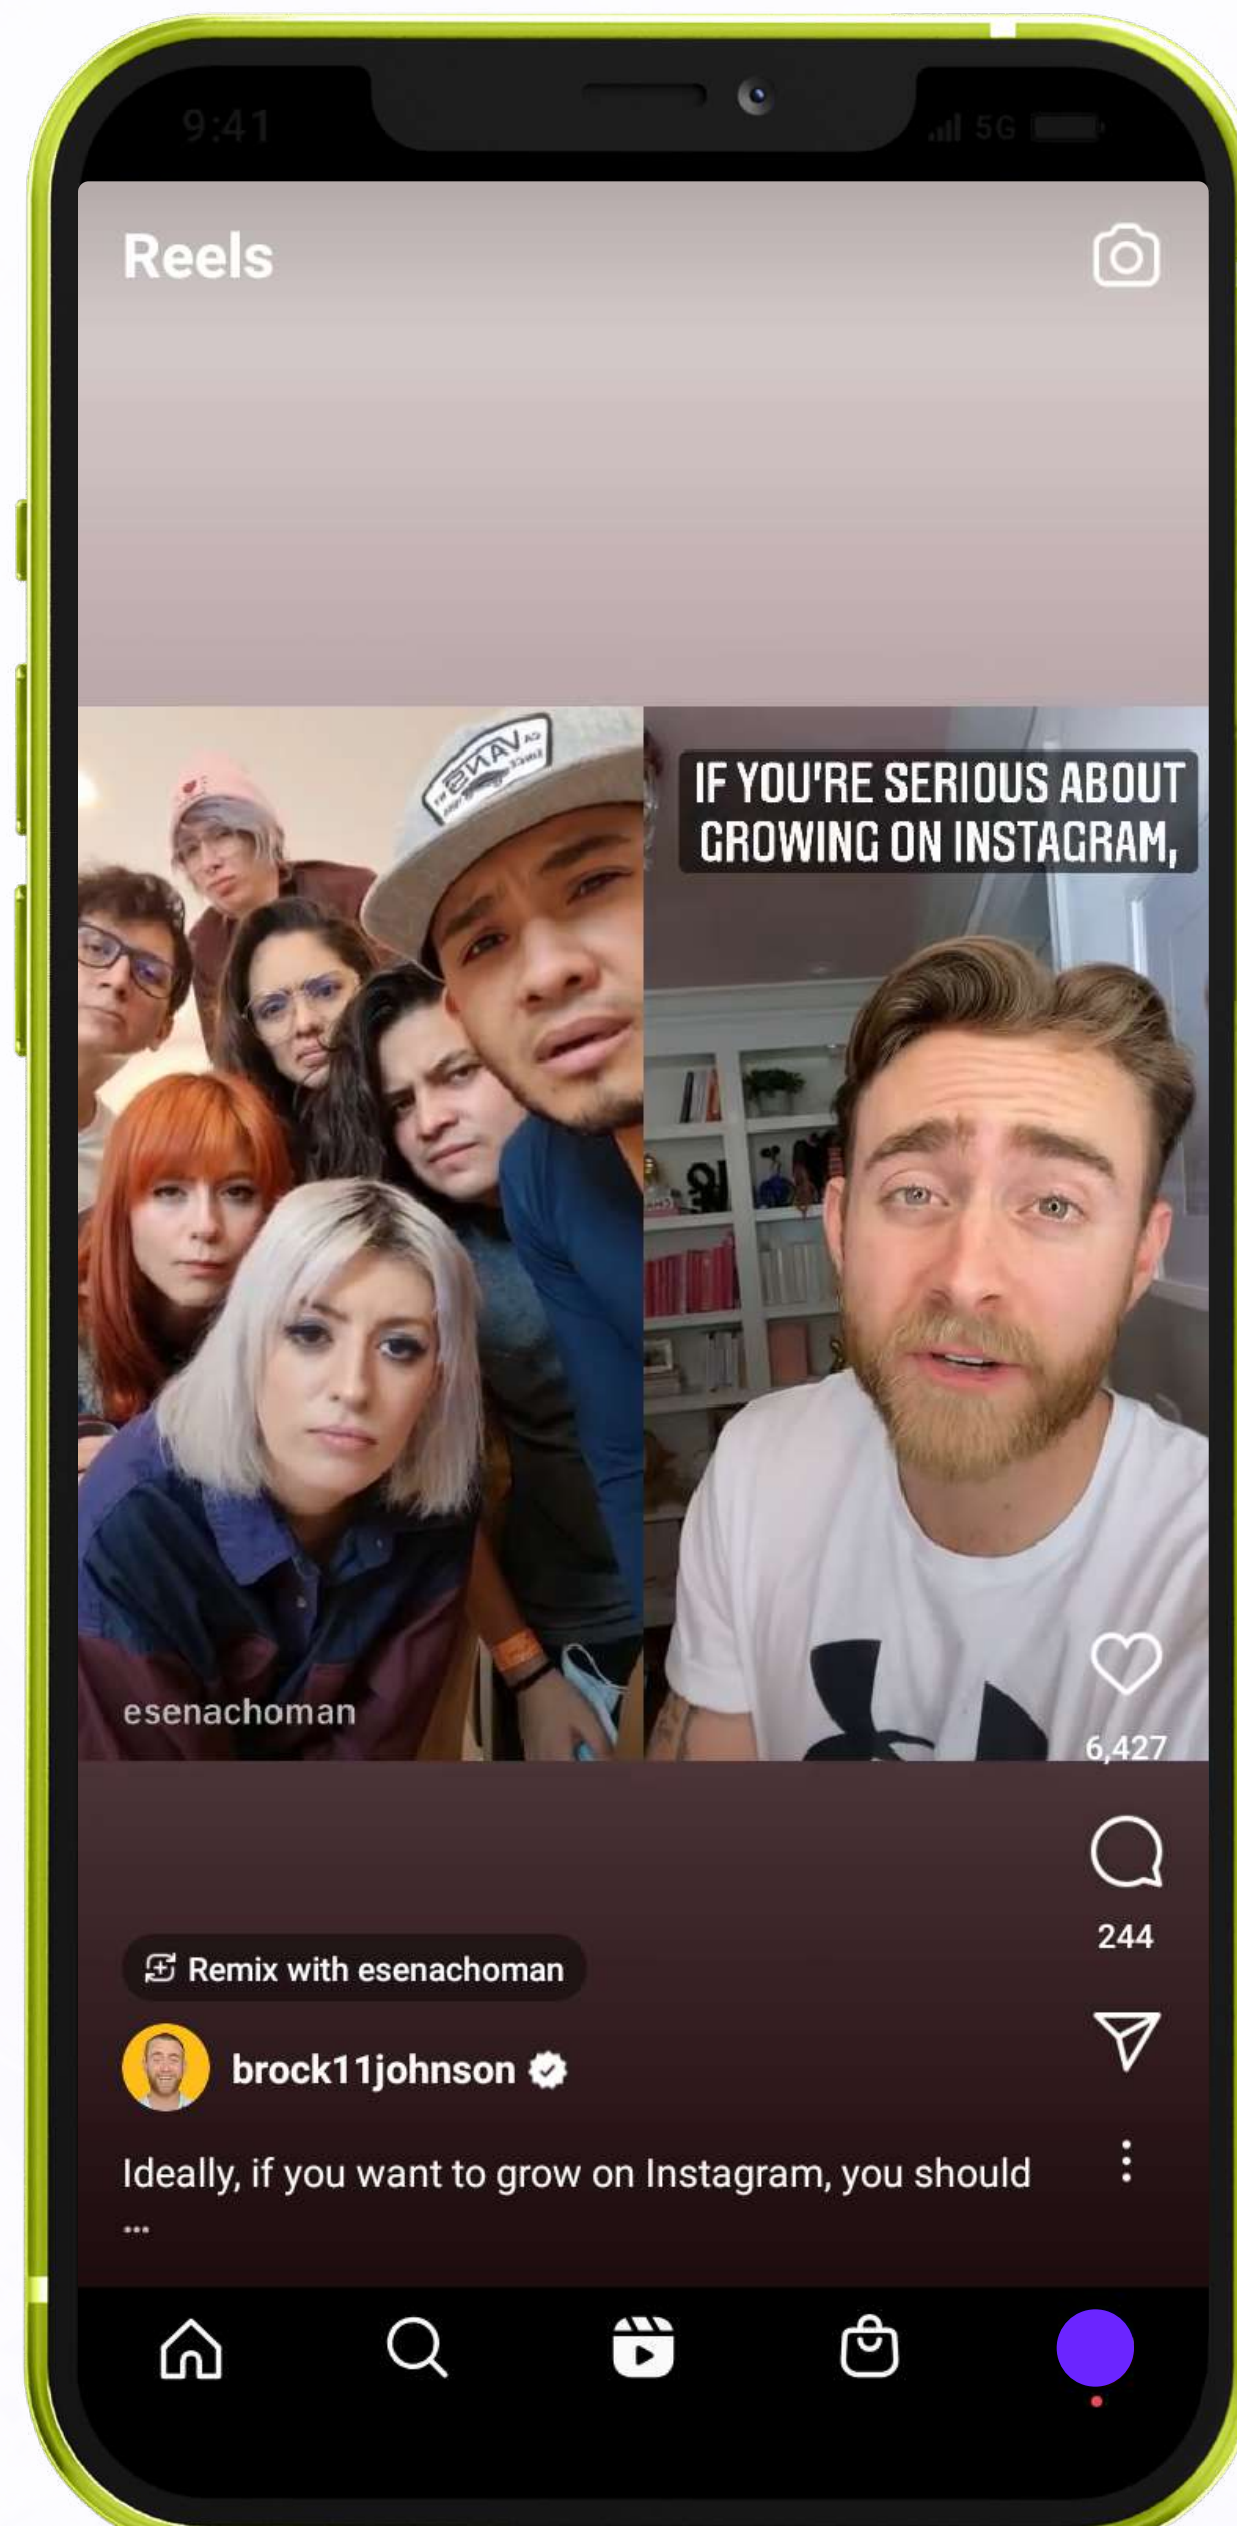 9:41
5G
Reels
VANS
IF YOU'RE SERIOUS ABOUT
GROWING ON INSTAGRAM,
esenachoman
6,427
244
Remix with esenachoman
brock11johnson
Ideally, if you want to grow on Instagram, you should
...